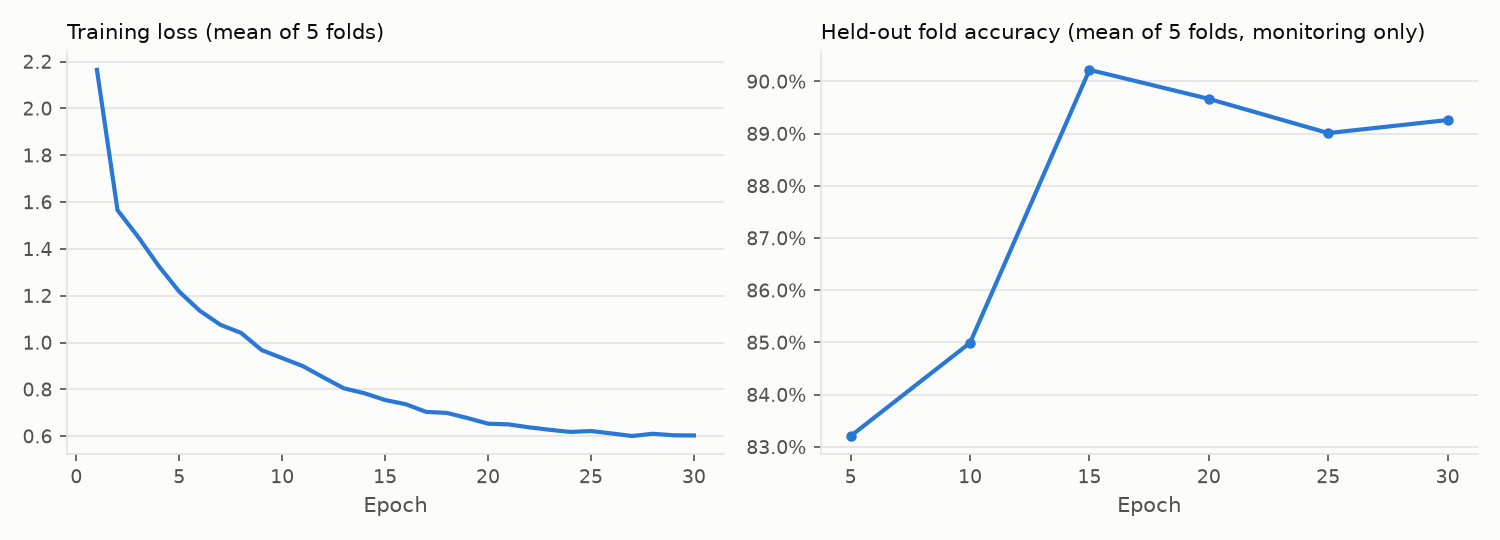 Training loss (mean of 5 folds)
2.2
2.0
1.8
1.6
1.4
1.2
1.0
0.8
0.6
0 5 10 15 20 25 30
Epoch
Held-out fold accuracy (mean of 5 folds, monitoring only)
90.0%
89.0%
88.0%
87.0%
86.0%
85.0%
84.0%
83.0%
5 10 15 20 25 30
Epoch